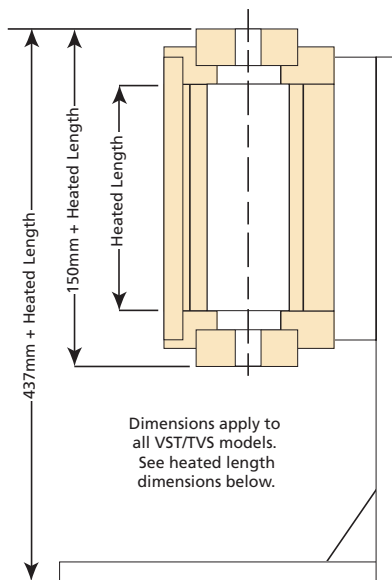 437mm + Heated Length
150mm + Heated Length
Heated Length
Dimensions apply to
all VST/TVS models.
See heated length
dimensions below.